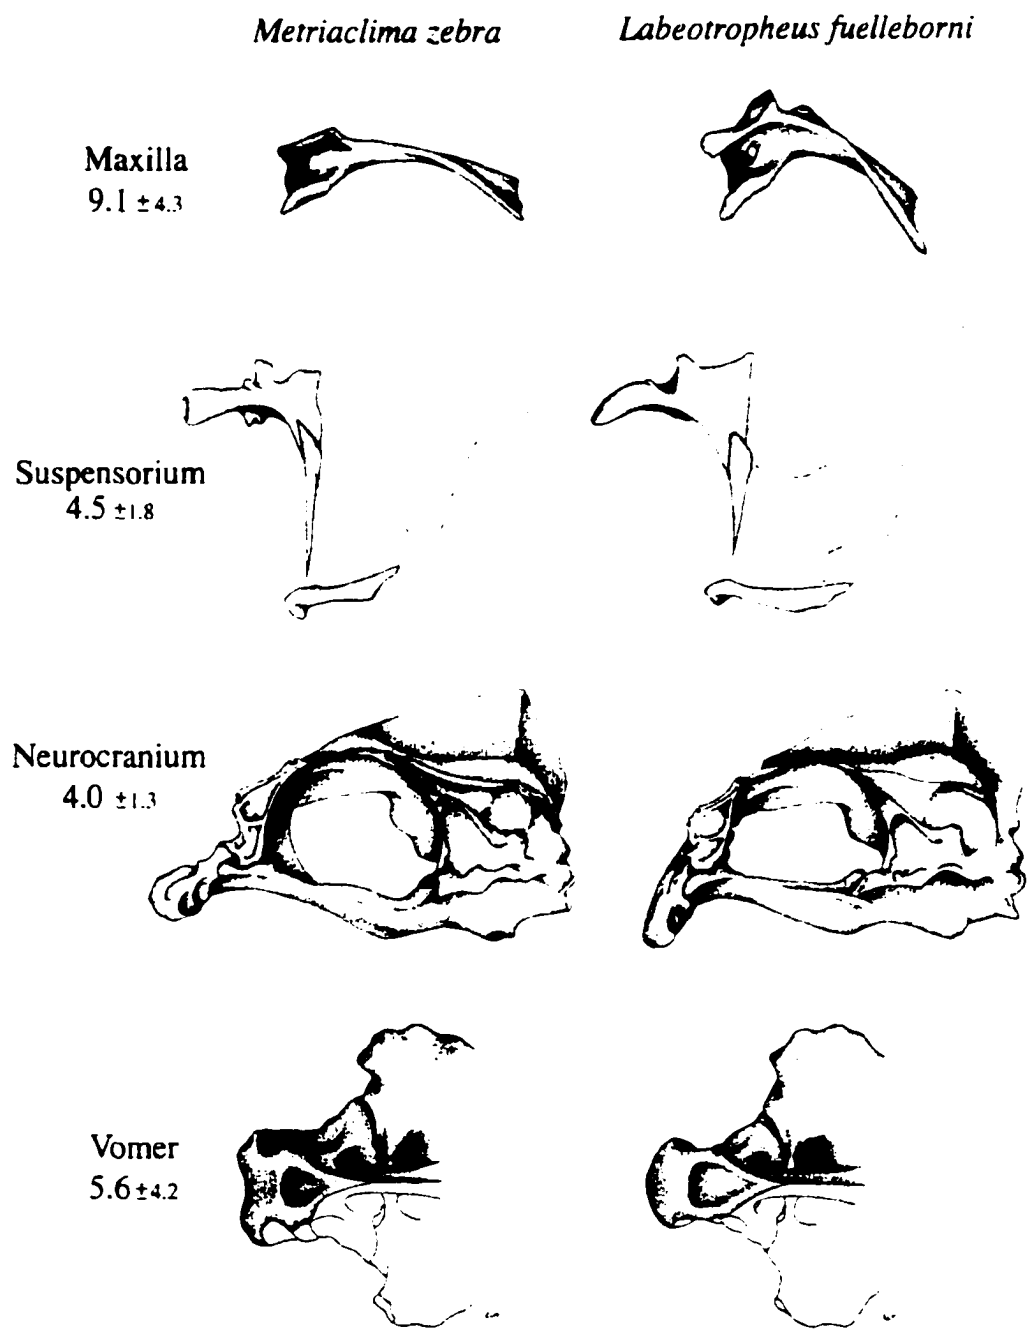 Metriaclima zebra
Labeotropheus fuelleborni
Maxilla
9.1 ±4.3
Suspensorium
4.5 ±1.8
Neurocranium
4.0 ±1.3
Vomer
5.6 ±4.2